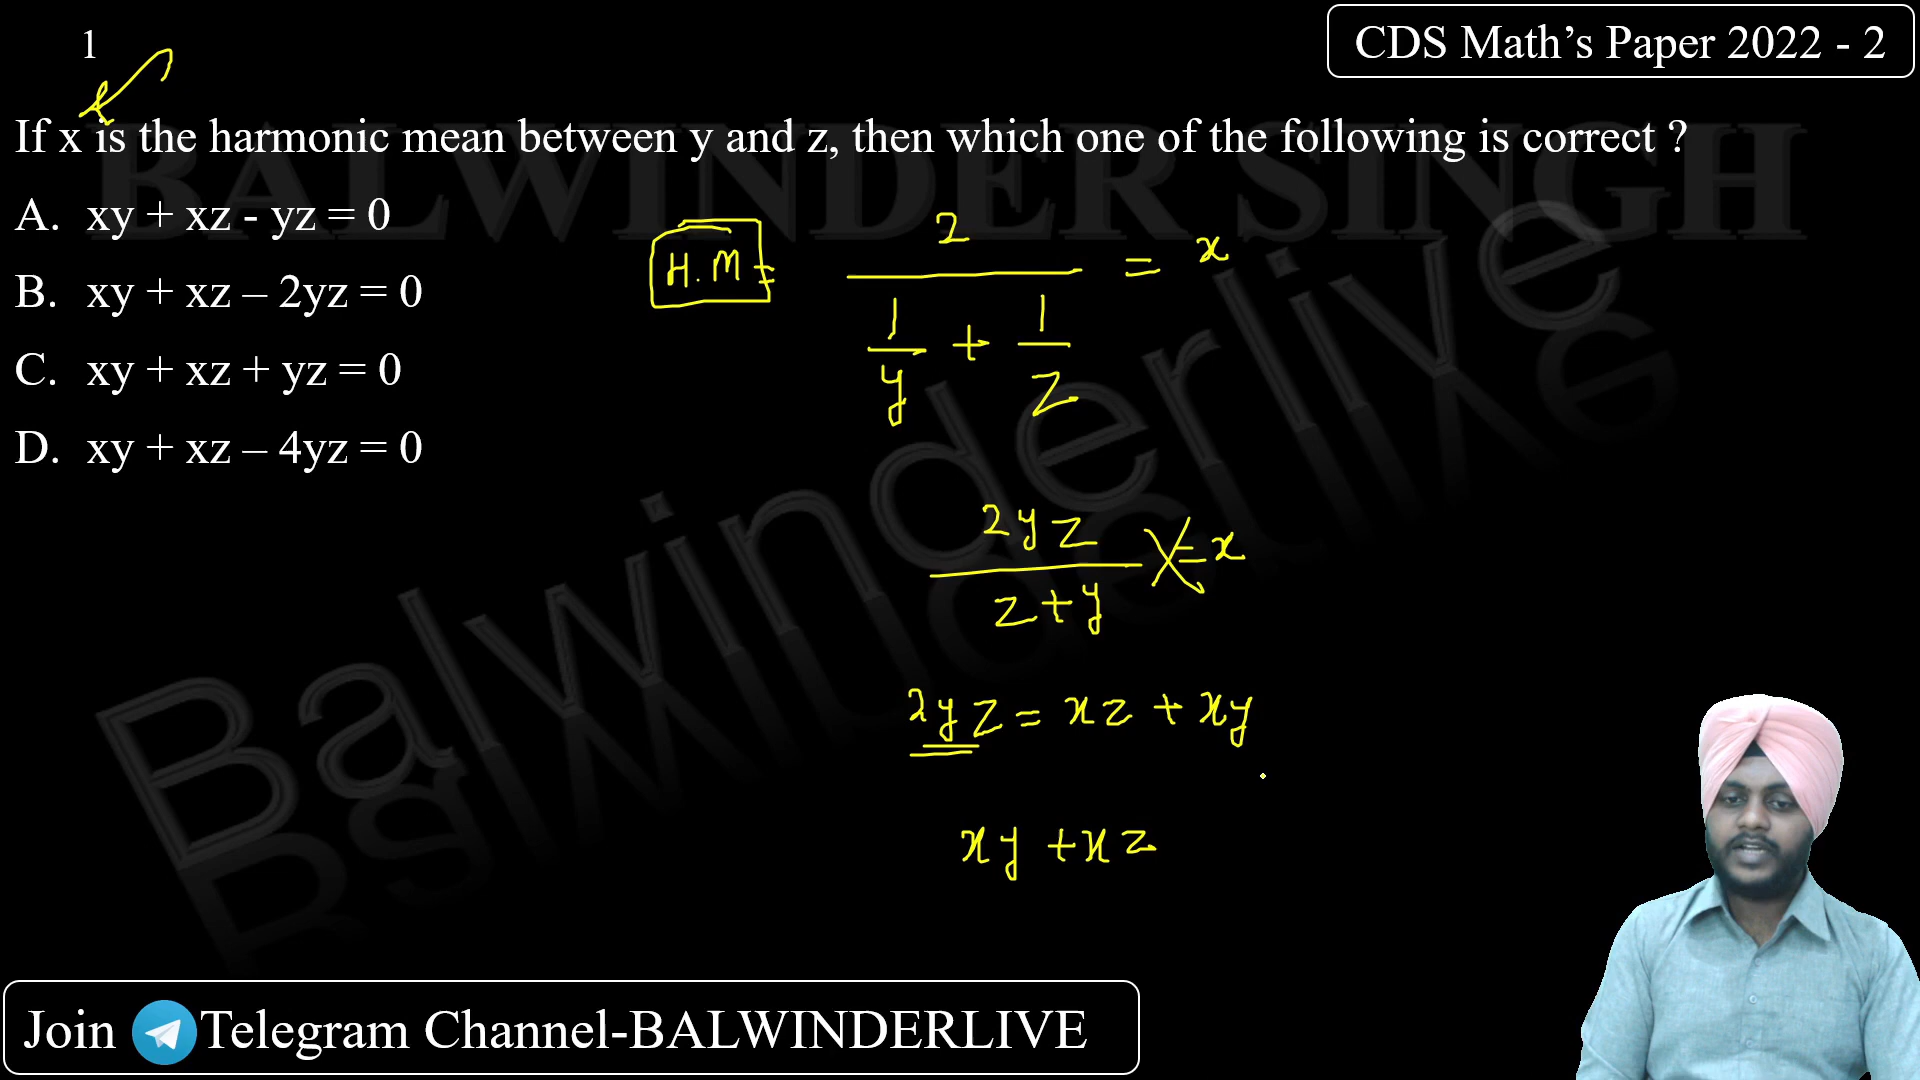 1
CDS Math’s Paper 2022 - 2
BALWINDER SINGH
If x is the harmonic mean between y and z, then which one of the following is correct ?
A. xy + xz - yz = 0
B. xy + xz – 2yz = 0
C. xy + xz + yz = 0
D. xy + xz – 4yz = 0
H.M = 2 / (1/y + 1/z) = x
2yz / (z+y) = x
2yz = xz + xy
xy + xz
Balwinderlive
Join Telegram Channel-BALWINDERLIVE